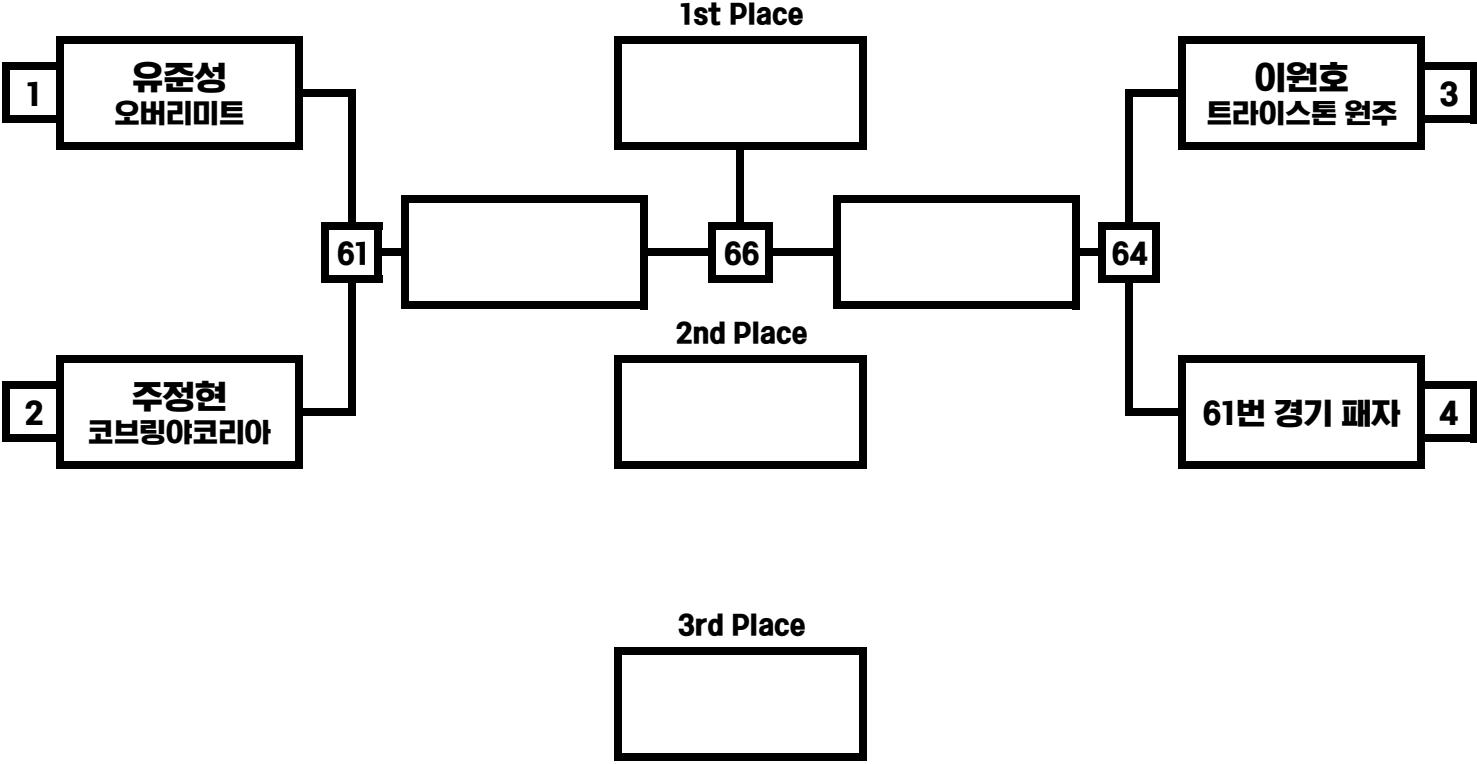 1st Place
1
유준성
오버리미트
이원호
트라이스톤 원주
3
61
66
64
2nd Place
2
주정현
코브링야코리아
61번 경기 패자
4
3rd Place